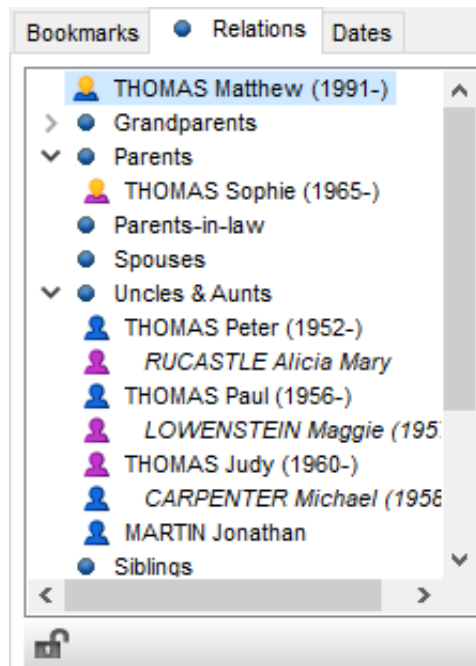 Bookmarks Relations Dates
THOMAS Matthew (1991-)
Grandparents
Parents
THOMAS Sophie (1965-)
Parents-in-law
Spouses
Uncles & Aunts
THOMAS Peter (1952-)
RUCASTLE Alicia Mary
THOMAS Paul (1956-)
LOWENSTEIN Maggie (195
THOMAS Judy (1960-)
CARPENTER Michael (1958
MARTIN Jonathan
Siblings